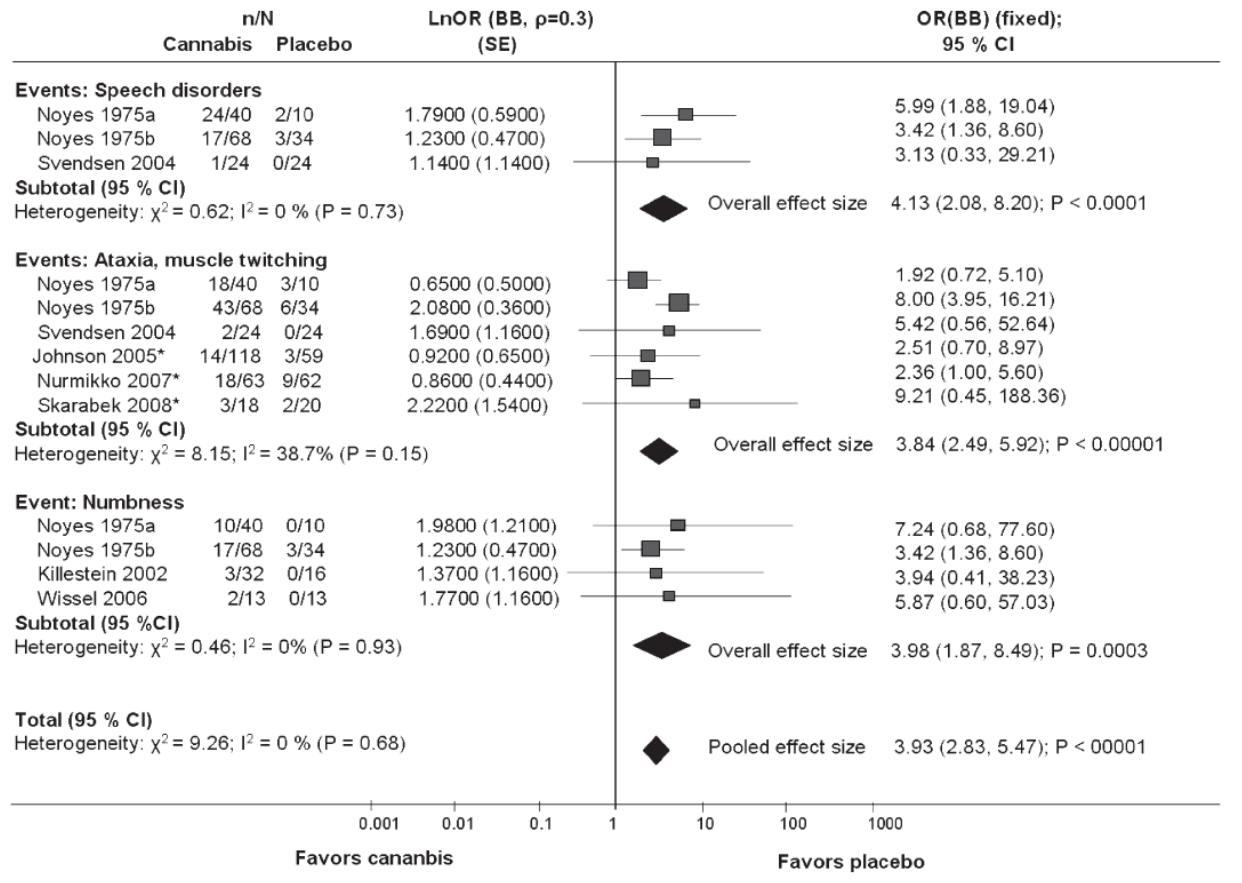 n/N LnOR (BB, ρ=0.3) OR(BB) (fixed);
Cannabis Placebo (SE) 95 % CI
Events: Speech disorders
Noyes 1975a 24/40 2/10 1.7900 (0.5900) 5.99 (1.88, 19.04)
Noyes 1975b 17/68 3/34 1.2300 (0.4700) 3.42 (1.36, 8.60)
Svendsen 2004 1/24 0/24 1.1400 (1.1400) 3.13 (0.33, 29.21)
Subtotal (95 % CI)
Heterogeneity: χ² = 0.62; I² = 0 % (P = 0.73) Overall effect size 4.13 (2.08, 8.20); P < 0.0001
Events: Ataxia, muscle twitching
Noyes 1975a 18/40 3/10 0.6500 (0.5000) 1.92 (0.72, 5.10)
Noyes 1975b 43/68 6/34 2.0800 (0.3600) 8.00 (3.95, 16.21)
Svendsen 2004 2/24 0/24 1.6900 (1.1600) 5.42 (0.56, 52.64)
Johnson 2005* 14/118 3/59 0.9200 (0.6500) 2.51 (0.70, 8.97)
Nurmikko 2007* 18/63 9/62 0.8600 (0.4400) 2.36 (1.00, 5.60)
Skarabek 2008* 3/18 2/20 2.2200 (1.5400) 9.21 (0.45, 188.36)
Subtotal (95 % CI)
Heterogeneity: χ² = 8.15; I² = 38.7% (P = 0.15) Overall effect size 3.84 (2.49, 5.92); P < 0.00001
Event: Numbness
Noyes 1975a 10/40 0/10 1.9800 (1.2100) 7.24 (0.68, 77.60)
Noyes 1975b 17/68 3/34 1.2300 (0.4700) 3.42 (1.36, 8.60)
Killestein 2002 3/32 0/16 1.3700 (1.1600) 3.94 (0.41, 38.23)
Wissel 2006 2/13 0/13 1.7700 (1.1600) 5.87 (0.60, 57.03)
Subtotal (95 %CI)
Heterogeneity: χ² = 0.46; I² = 0% (P = 0.93) Overall effect size 3.98 (1.87, 8.49); P = 0.0003
Total (95 % CI)
Heterogeneity: χ² = 9.26; I² = 0 % (P = 0.68) Pooled effect size 3.93 (2.83, 5.47); P < 00001
0.001 0.01 0.1 1 10 100 1000
Favors cananbis Favors placebo